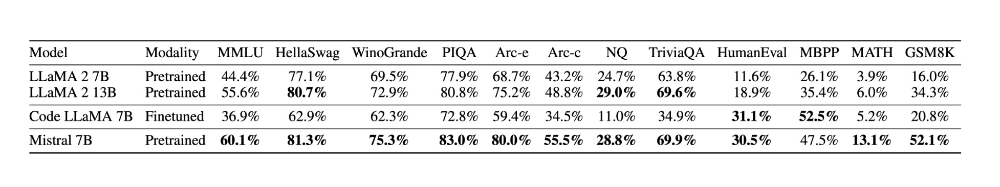 Model Modality MMLU HellaSwag WinoGrande PIQA Arc-e Arc-c NQ TriviaQA HumanEval MBPP MATH GSM8K
LLaMA 2 7B Pretrained 44.4% 77.1% 69.5% 77.9% 68.7% 43.2% 24.7% 63.8% 11.6% 26.1% 3.9% 16.0%
LLaMA 2 13B Pretrained 55.6% 80.7% 72.9% 80.8% 75.2% 48.8% 29.0% 69.6% 18.9% 35.4% 6.0% 34.3%
Code LLaMA 7B Finetuned 36.9% 62.9% 62.3% 72.8% 59.4% 34.5% 11.0% 34.9% 31.1% 52.5% 5.2% 20.8%
Mistral 7B Pretrained 60.1% 81.3% 75.3% 83.0% 80.0% 55.5% 28.8% 69.9% 30.5% 47.5% 13.1% 52.1%